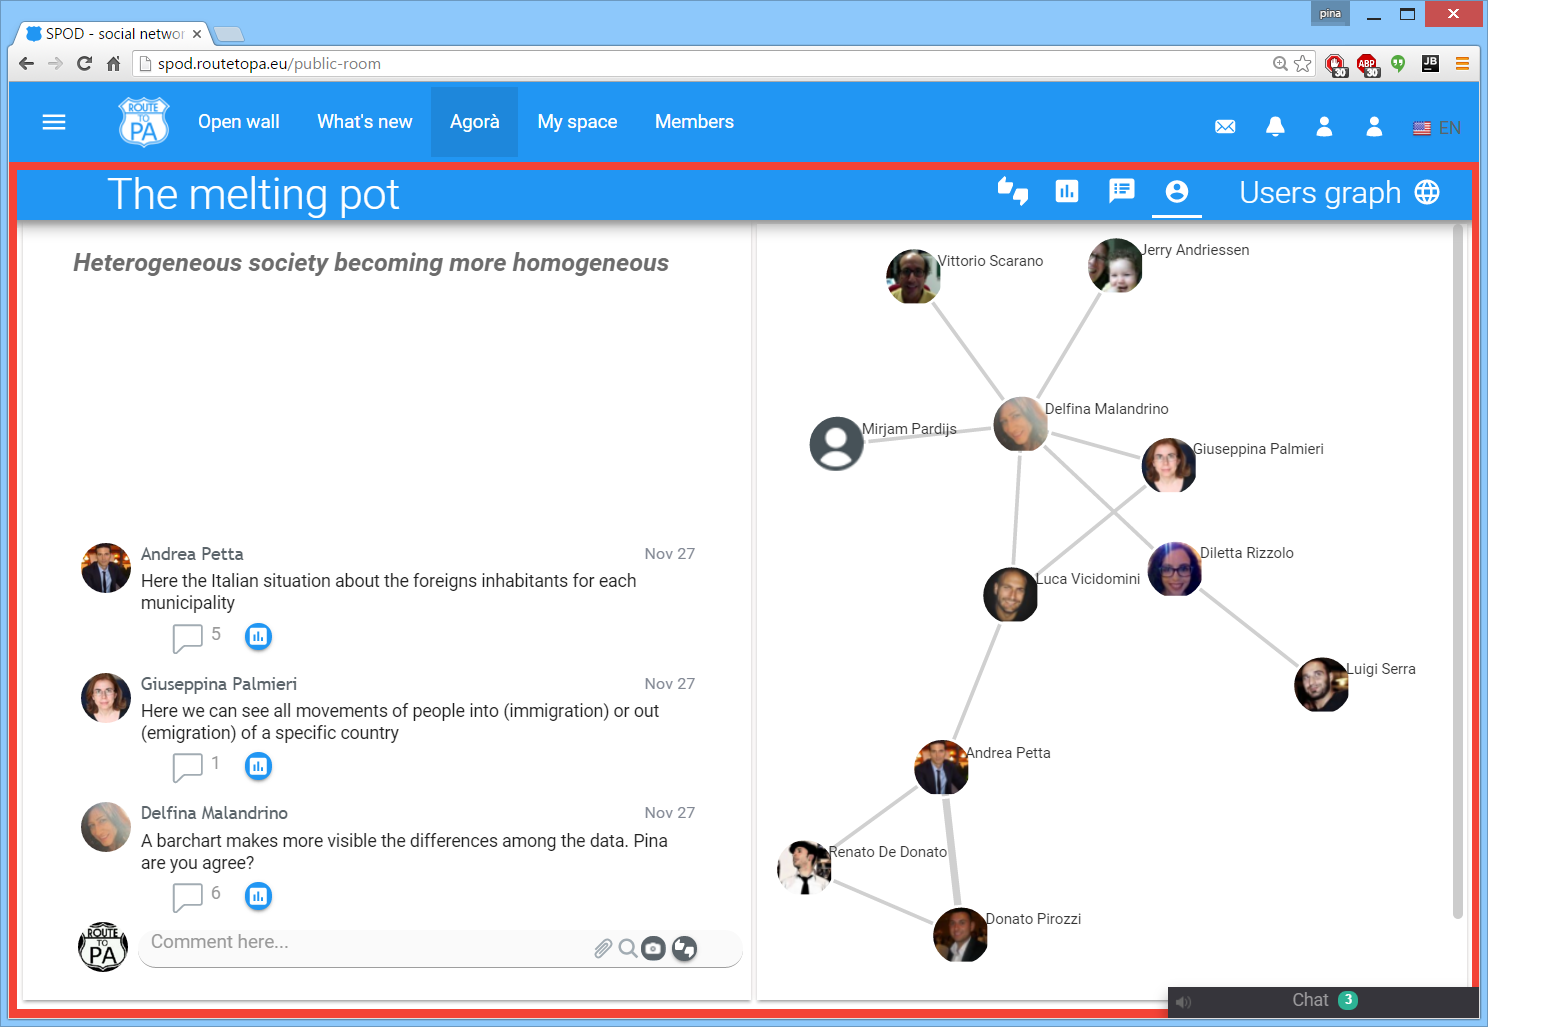 pina
SPOD - social networ
spod.routetopa.eu/public-room
30
ABP
30
JB
ROUTE
TO
PA
Open wall
What's new
Agorà
My space
Members
EN
The melting pot
Users graph
Heterogeneous society becoming more homogeneous
Andrea Petta
Nov 27
Here the Italian situation about the foreigns inhabitants for each
municipality
5
Giuseppina Palmieri
Nov 27
Here we can see all movements of people into (immigration) or out
(emigration) of a specific country
1
Delfina Malandrino
Nov 27
A barchart makes more visible the differences among the data. Pina
are you agree?
6
ROUTE
TO
PA
Comment here...
Vittorio Scarano
Jerry Andriessen
Delfina Malandrino
Mirjam Pardijs
Giuseppina Palmieri
Diletta Rizzolo
Luca Vicidomini
Luigi Serra
Andrea Petta
Renato De Donato
Donato Pirozzi
Chat 3